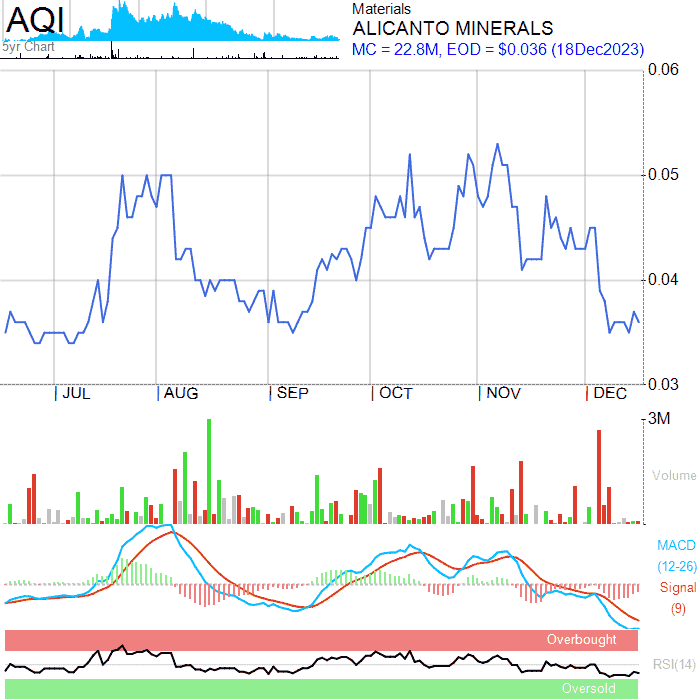 AQI
5yr Chart
Materials
ALICANTO MINERALS
MC = 22.8M, EOD = $0.036 (18Dec2023)
0.06
0.05
0.04
0.03
JUL AUG SEP OCT NOV DEC
3M
Volume
MACD
(12-26)
Signal
(9)
Overbought
RSI(14)
Oversold